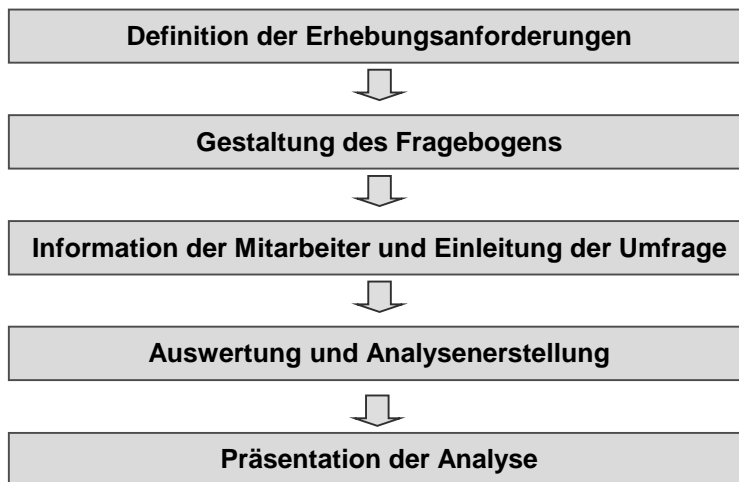 Definition der Erhebungsanforderungen
Gestaltung des Fragebogens
Information der Mitarbeiter und Einleitung der Umfrage
Auswertung und Analysenerstellung
Präsentation der Analyse